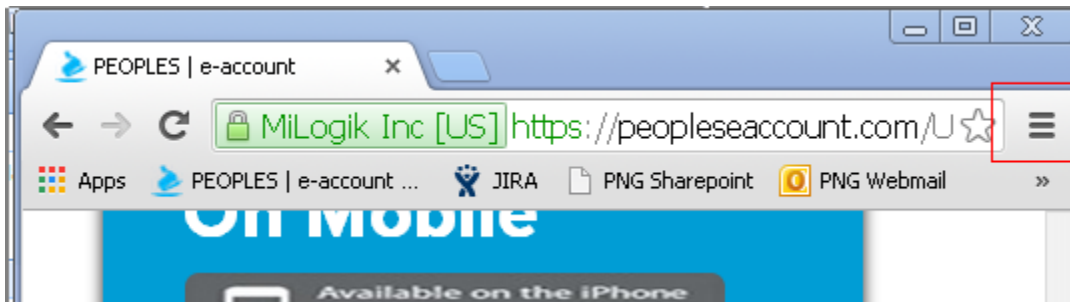 PEOPLES | e-account
MiLogik Inc [US] https://peopleseaccount.com/U
Apps PEOPLES | e-account ... JIRA PNG Sharepoint PNG Webmail »
On Mobile
Available on the iPhone